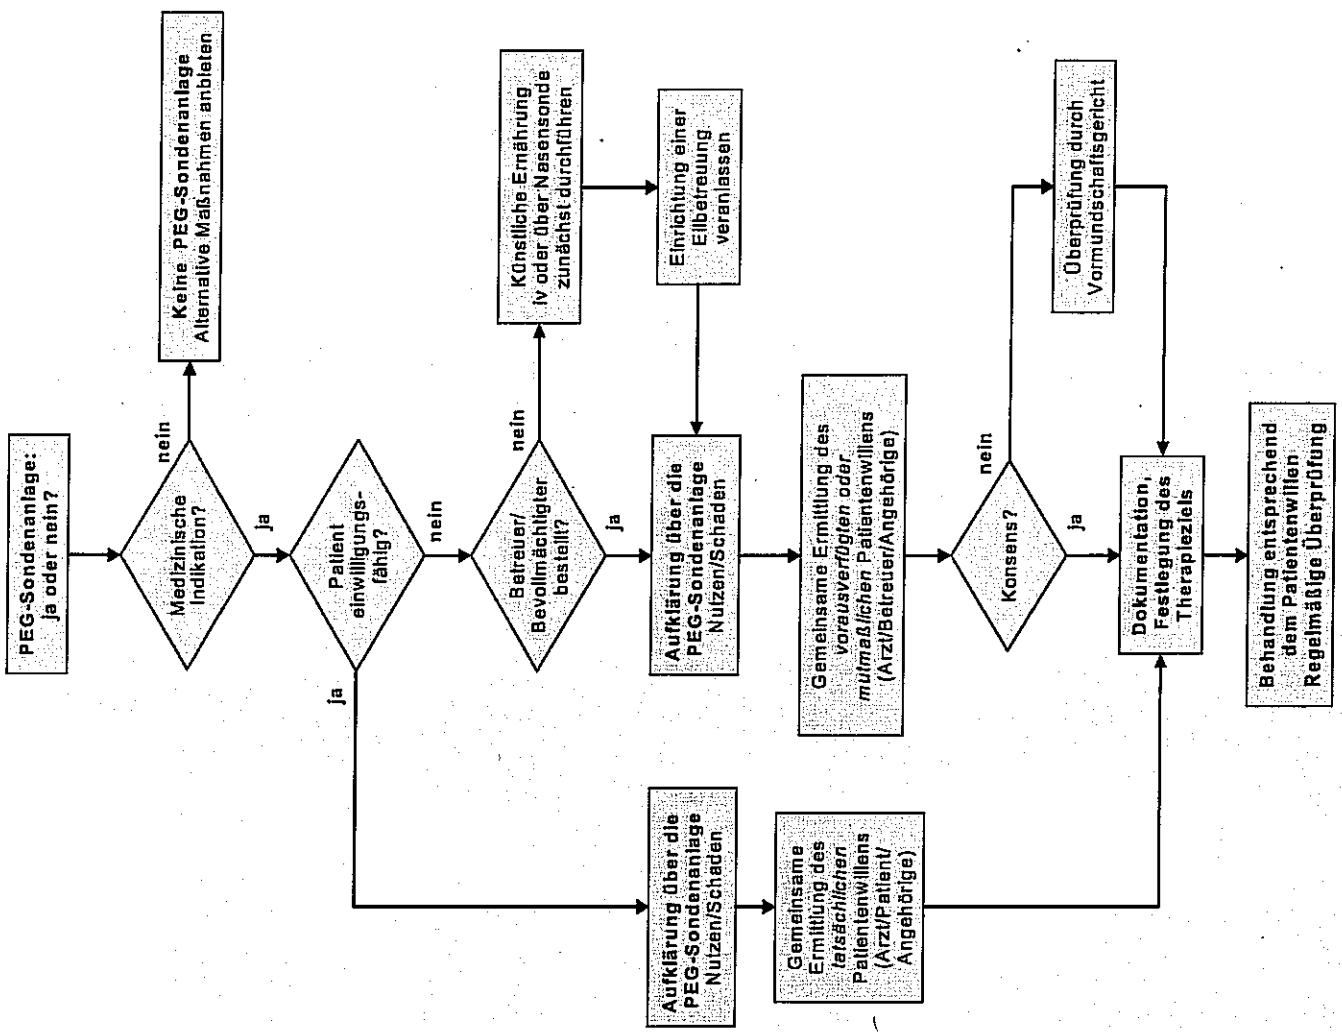 PEG-Sondenanlage:
ja oder nein?
Medizinische
Indikation?
nein
Keine PEG-Sondenanlage
Alternative Maßnahmen anbieten
ja
Patient
einwilligungs-
fähig?
ja
nein
Betreuer/
Bevollmächtigter
bestellt?
nein
Künstliche Ernährung
iv oder über Nasensonde
zunächst durchführen
Einrichtung einer
Eilbetreuung
veranlassen
ja
Aufklärung über die
PEG-Sondenanlage
Nutzen/Schaden
Aufklärung über die
PEG-Sondenanlage
Nutzen/Schaden
Gemeinsame
Ermittlung des
tatsächlichen
Patientenwillens
(Arzt/Patient/
Angehörige)
Gemeinsame Ermittlung des
vorausverfügten oder
mutmaßlichen Patientenwillens
(Arzt/Betreuer/Angehörige)
Konsens?
nein
Überprüfung durch
Vormundschaftsgericht
ja
Dokumentation,
Festlegung des
Therapieziels
Behandlung entsprechend
dem Patientenwillen
Regelmäßige Überprüfung